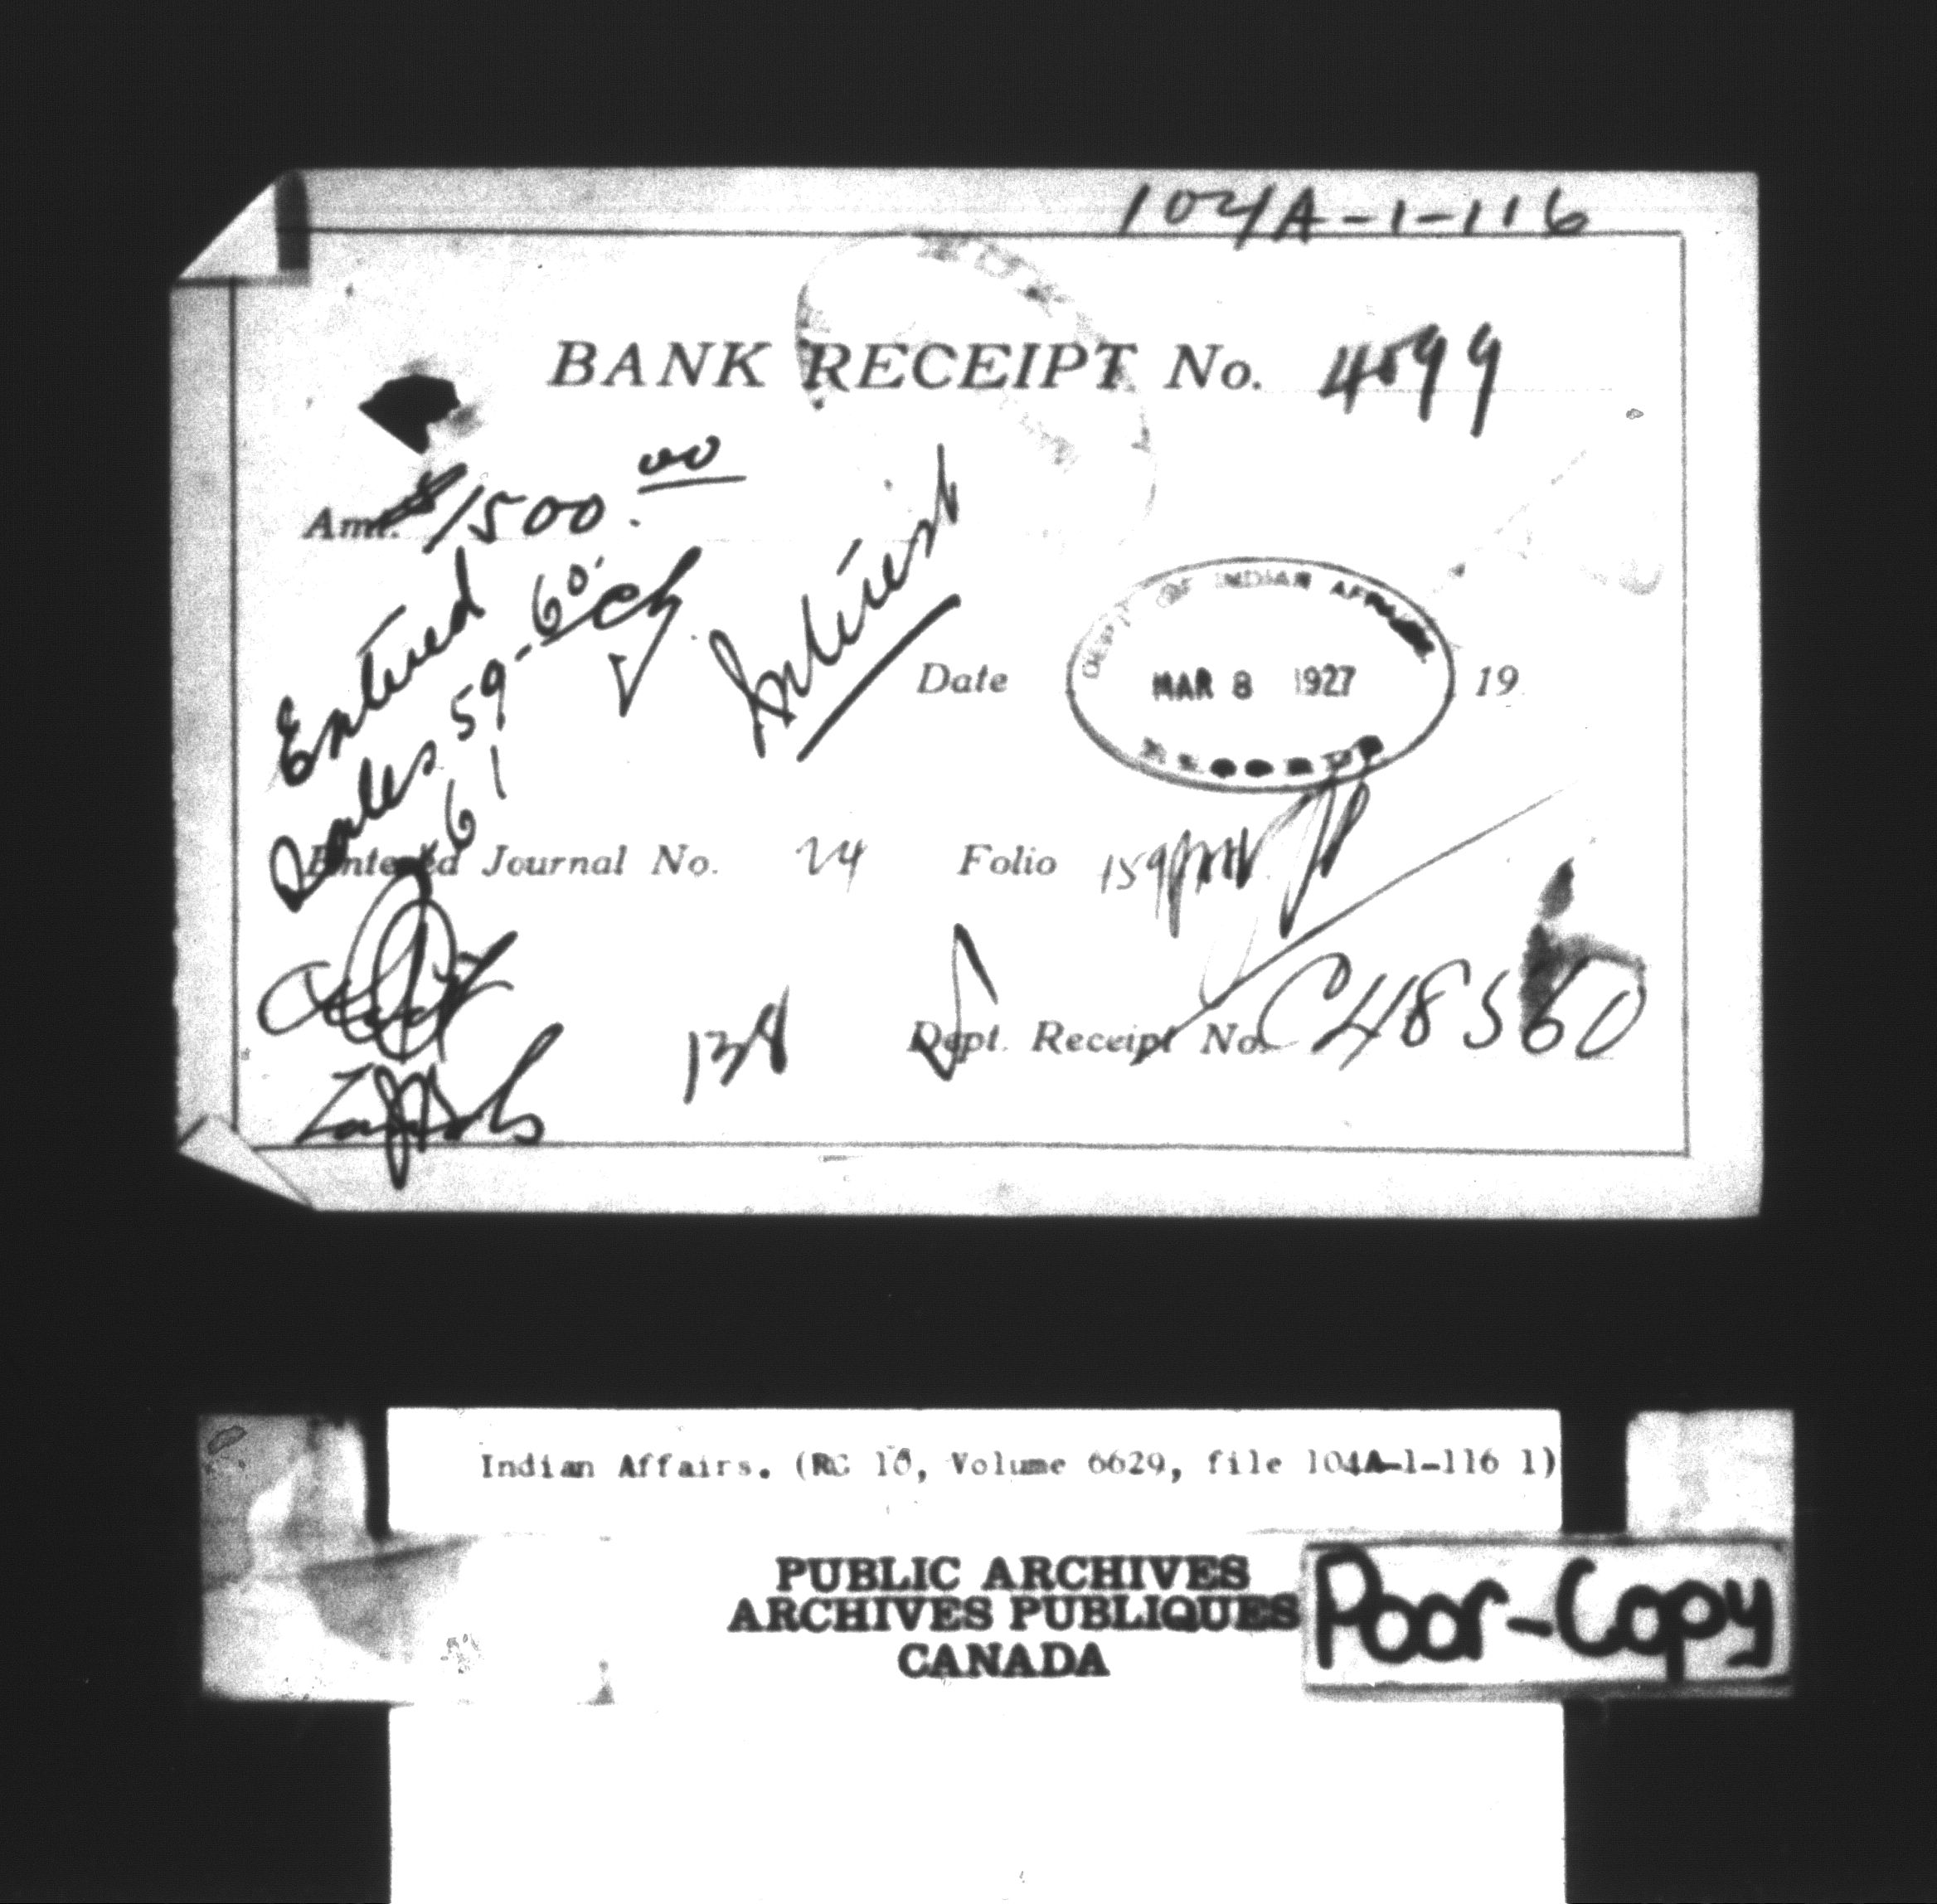 104A-1-116
BANK RECEIPT No. 4599
Amt. $1500.00
Entered
Sales 59-60
61
Interest
DEPT OF INDIAN AFFAIRS
Date MAR 8 1927 19
RECORDS
Entered Journal No. 24 Folio 159
138 Dept. Receipt No. C48560
Indian Affairs. (RG 10, Volume 6629, file 104A-1-116 1)
PUBLIC ARCHIVES
ARCHIVES PUBLIQUES
CANADA
Poor-Copy